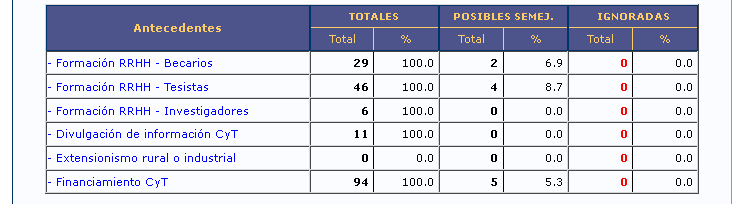 Antecedentes TOTALES POSIBLES SEMEJ. IGNORADAS
Total % Total % Total %
- Formación RRHH - Becarios 29 100.0 2 6.9 0 0.0
- Formación RRHH - Tesistas 46 100.0 4 8.7 0 0.0
- Formación RRHH - Investigadores 6 100.0 0 0.0 0 0.0
- Divulgación de información CyT 11 100.0 0 0.0 0 0.0
- Extensionismo rural o industrial 0 0.0 0 0.0 0 0.0
- Financiamiento CyT 94 100.0 5 5.3 0 0.0